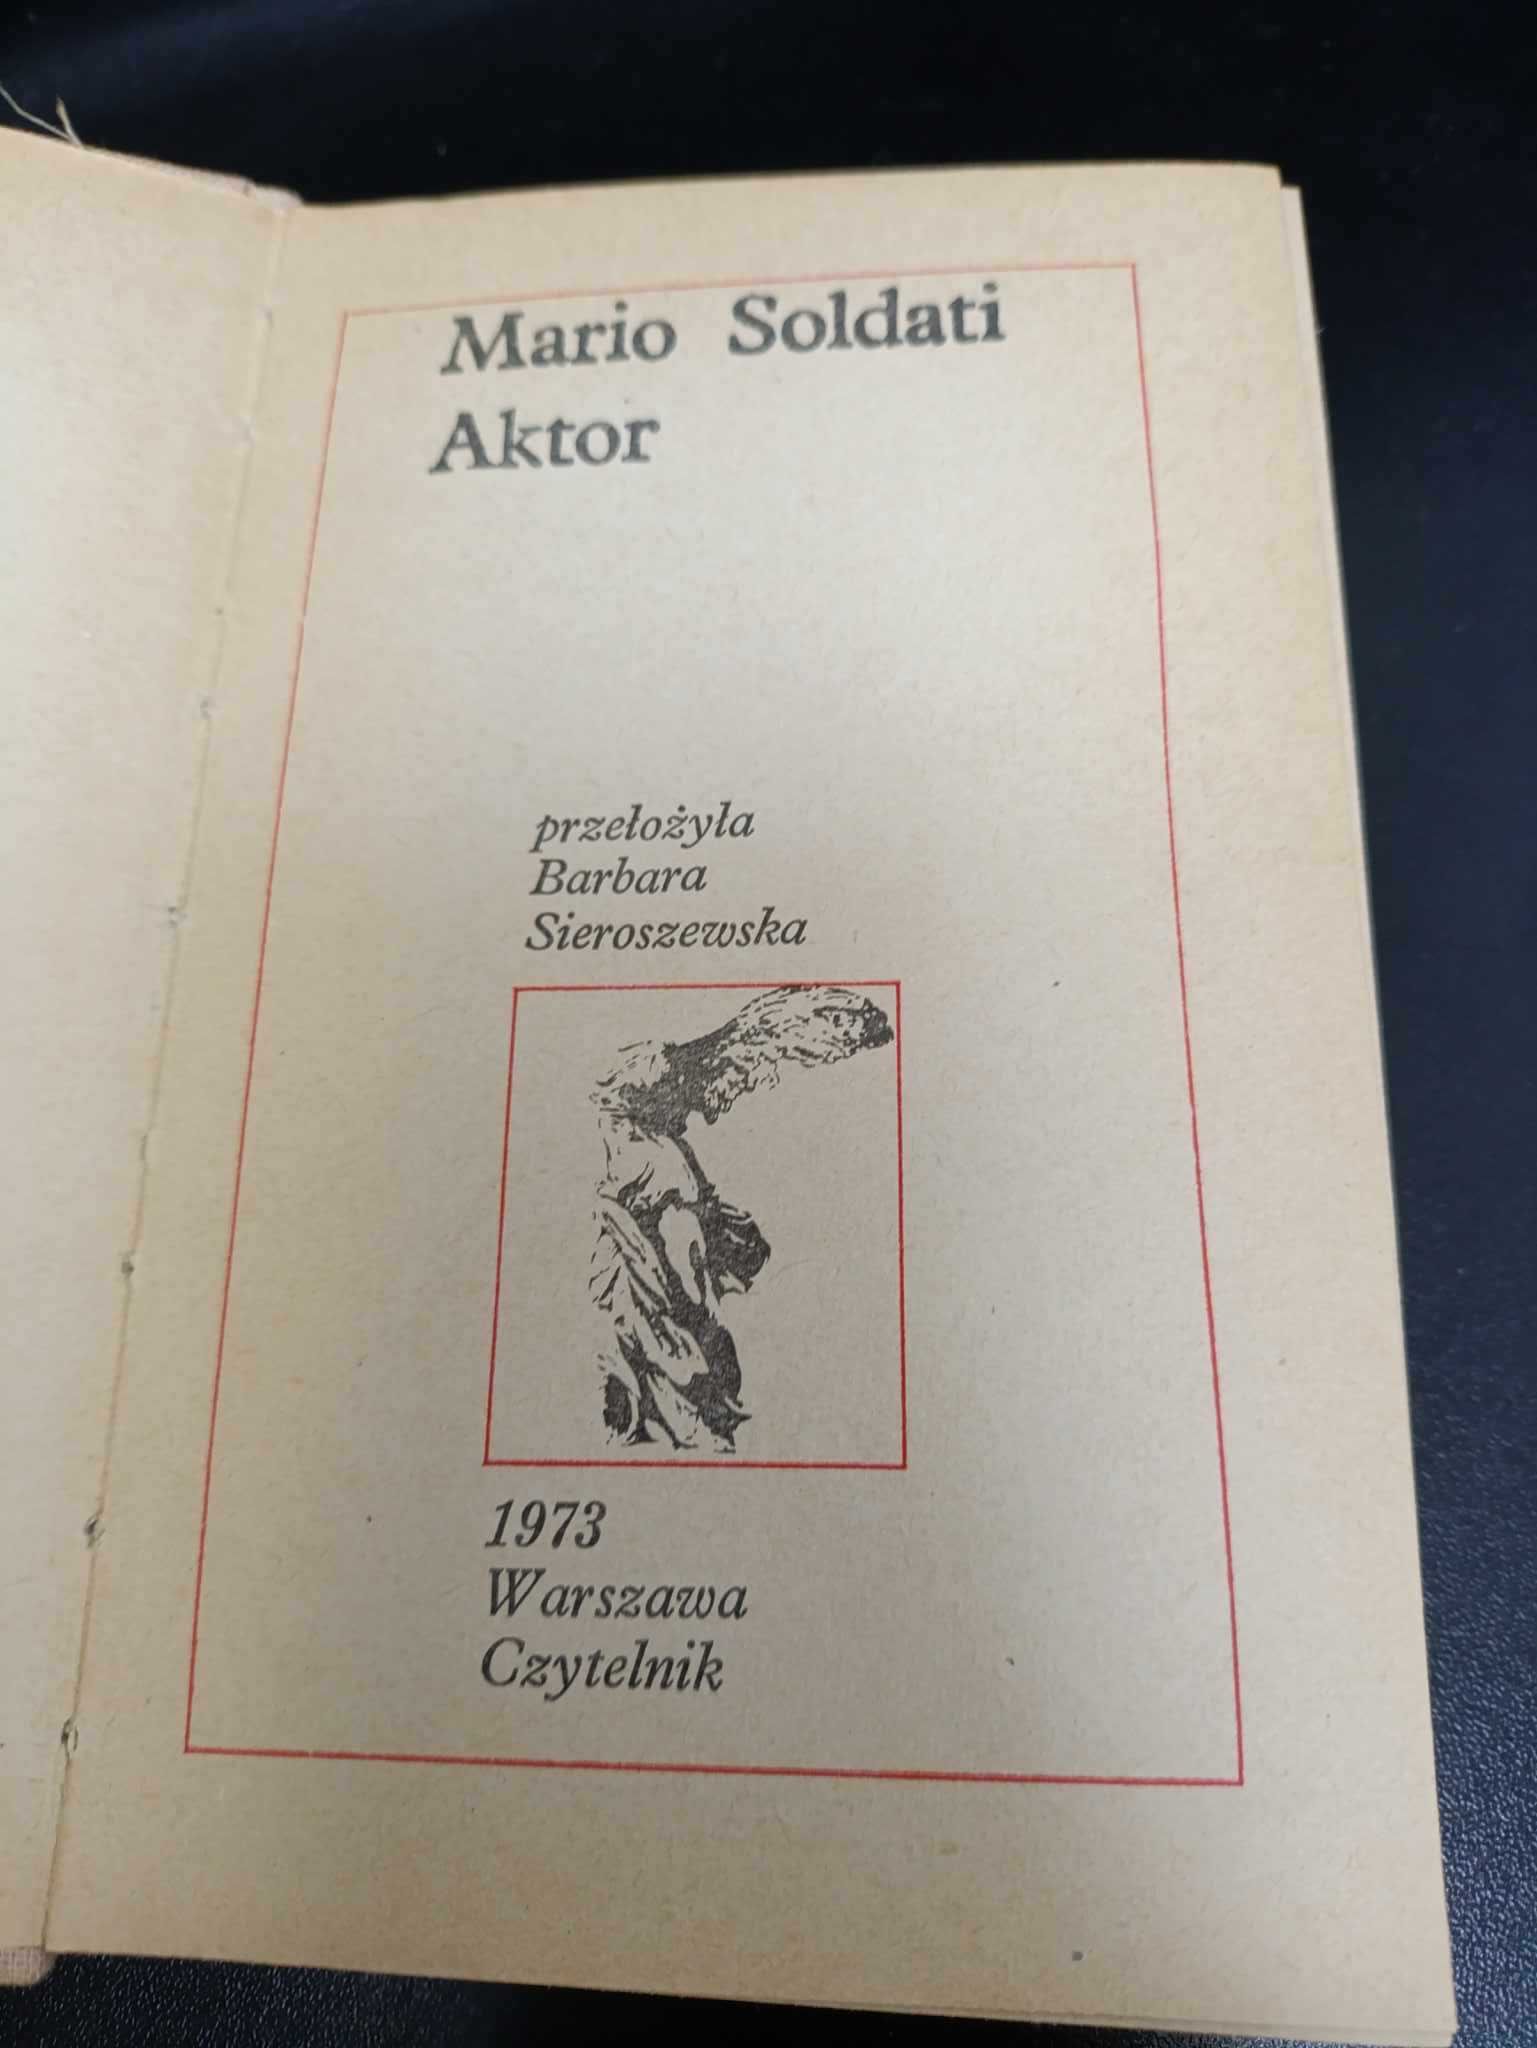 Mario Soldati
Aktor
przełożyła
Barbara
Sieroszewska
1973
Warszawa
Czytelnik